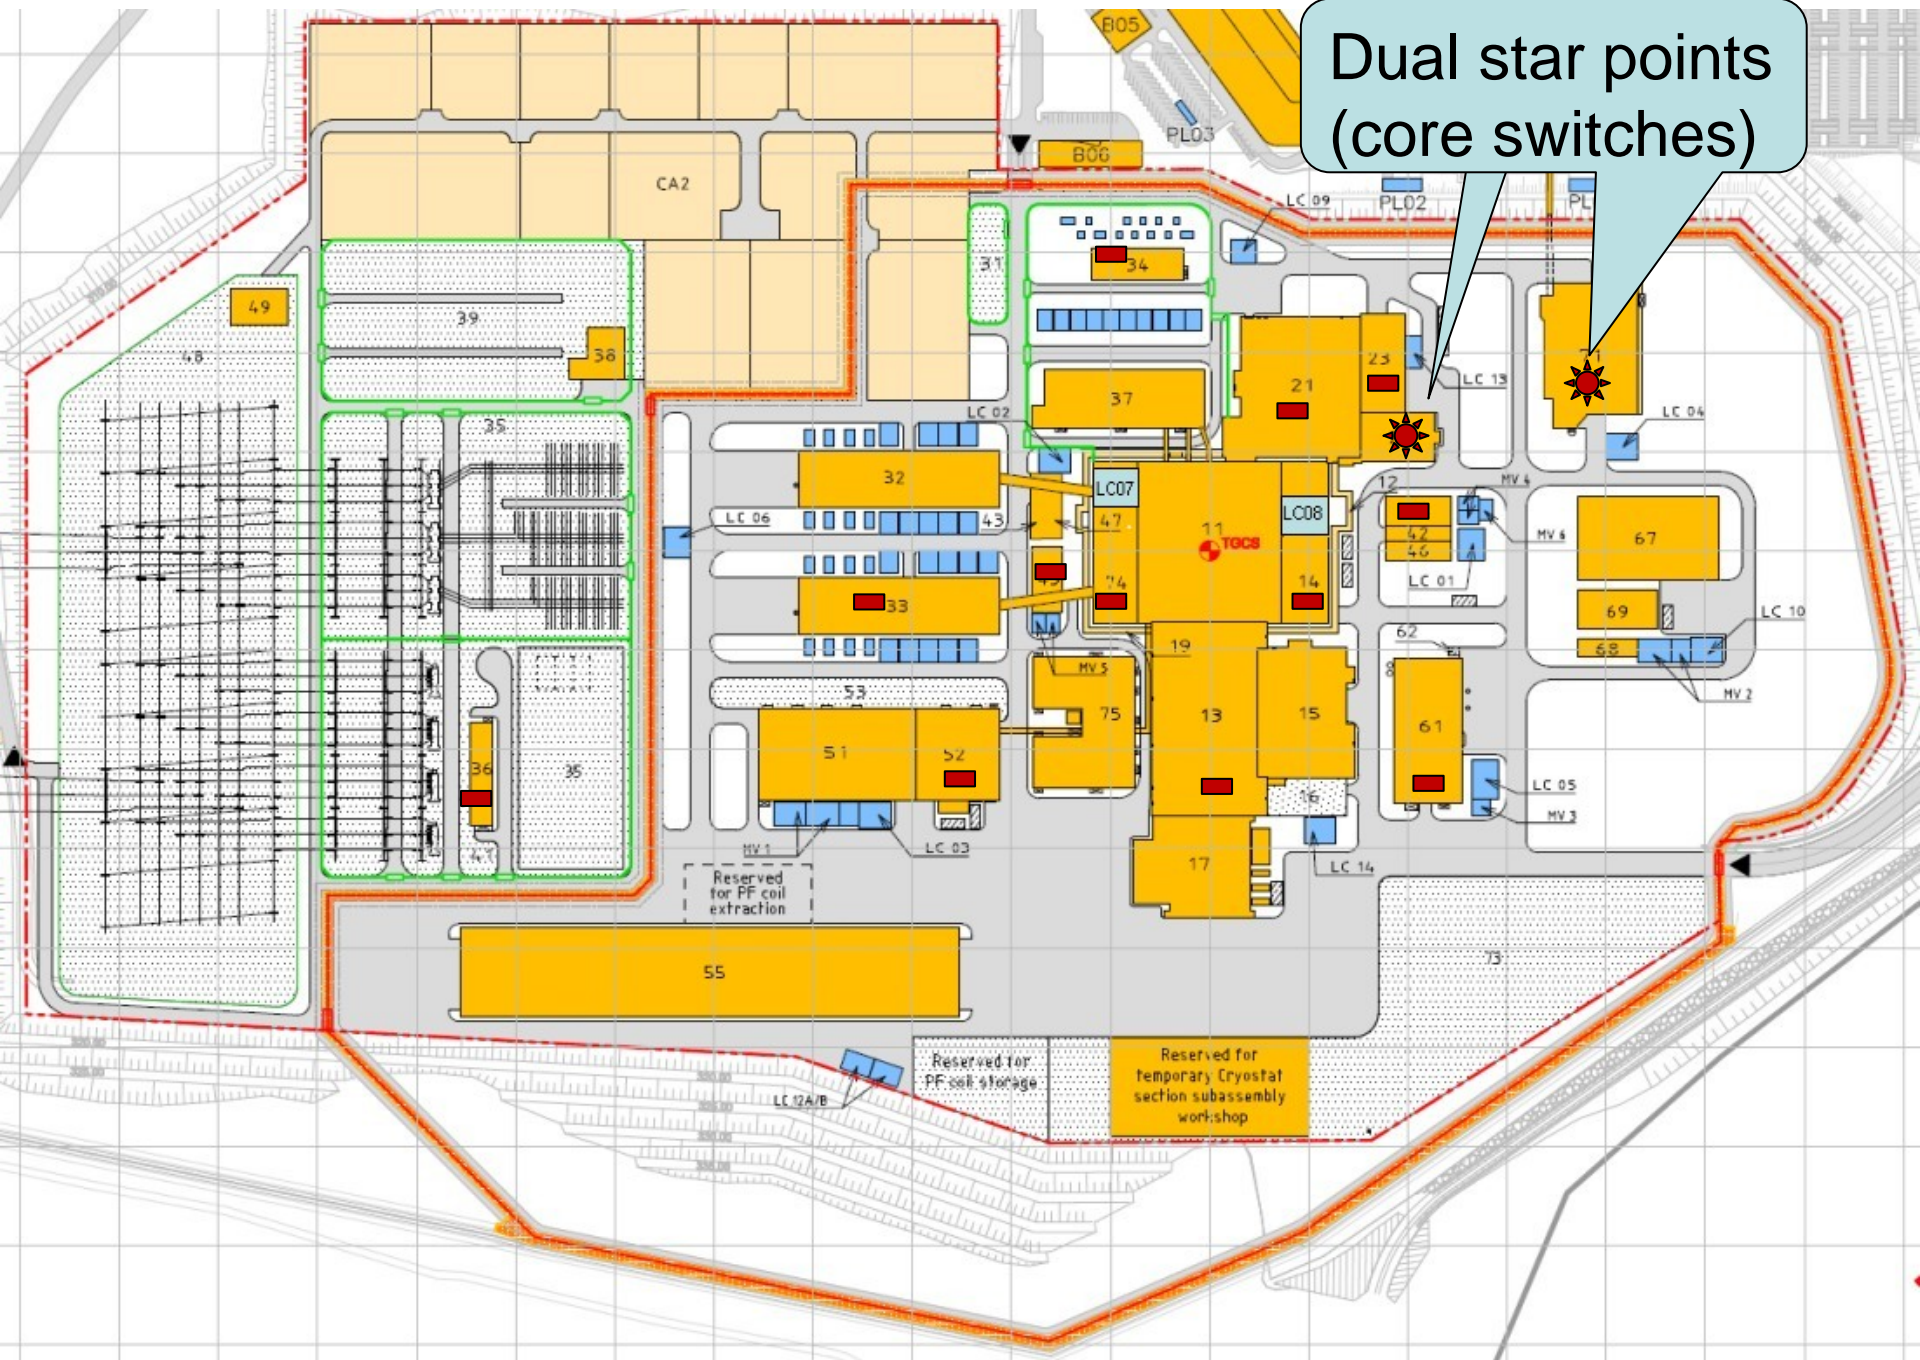 B05
Dual star points
(core switches)
PL03
B06
CA2
LC 09
PL02
PL
31
34
49
39
48
38
23
21
71
LC 13
37
LC 02
LC 04
35
32
LC07
LC08
12
MV 4
LC 06
43
47
11
TGCS
42
46
MV 6
67
LC 01
33
74
14
69
LC 10
62
19
68
MV 5
MV 2
53
75
13
15
61
51
52
36
35
16
LC 05
MV 3
41
MV 1
LC 03
17
LC 14
Reserved
for PF coil
extraction
55
73
Reserved for
PF coil storage
Reserved for
temporary Cryostat
section subassembly
workshop
LC 12A/B